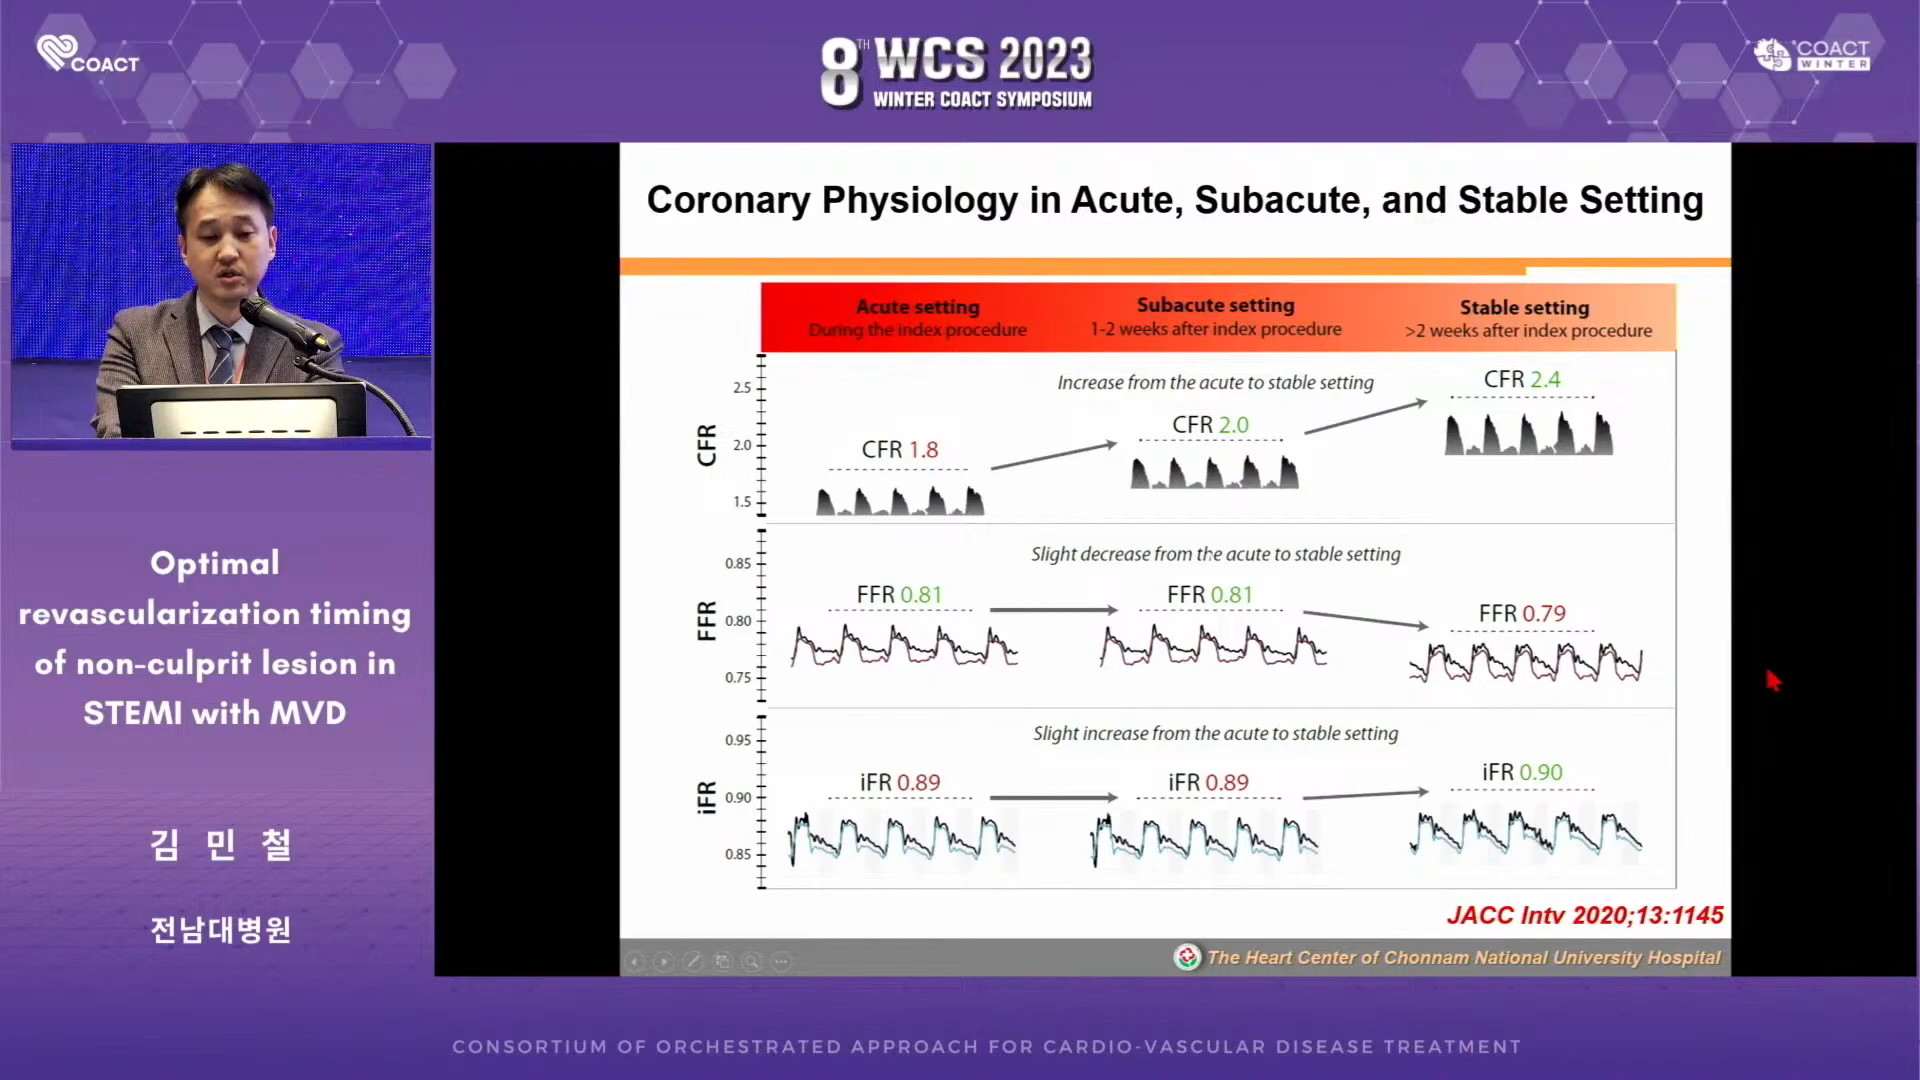 COACT
8TH WCS 2023
WINTER COACT SYMPOSIUM
COACT
WINTER
Optimal
revascularization timing
of non-culprit lesion in
STEMI with MVD
김 민 철
전남대병원
Coronary Physiology in Acute, Subacute, and Stable Setting
Acute setting
During the index procedure
Subacute setting
1-2 weeks after index procedure
Stable setting
>2 weeks after index procedure
CFR
2.5
2.0
1.5
Increase from the acute to stable setting
CFR 1.8
CFR 2.0
CFR 2.4
FFR
0.85
0.80
0.75
Slight decrease from the acute to stable setting
FFR 0.81
FFR 0.81
FFR 0.79
iFR
0.95
0.90
0.85
Slight increase from the acute to stable setting
iFR 0.89
iFR 0.89
iFR 0.90
JACC Intv 2020;13:1145
The Heart Center of Chonnam National University Hospital
CONSORTIUM OF ORCHESTRATED APPROACH FOR CARDIO-VASCULAR DISEASE TREATMENT